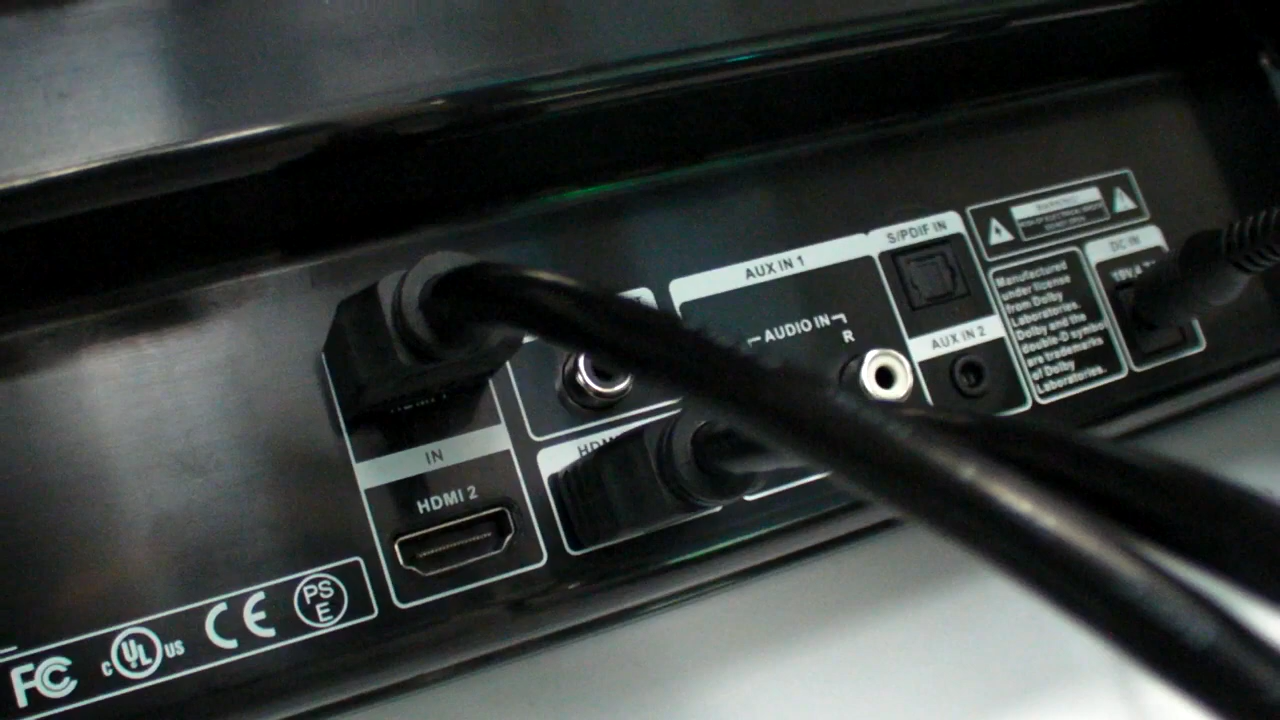 S/PDIF IN
AUX IN 1
DC IN
AUDIO IN
R
AUX IN 2
Manufactured
under license
from Dolby
Laboratories.
Dolby and the
double-D symbol
are trademarks
of Dolby
Laboratories.
IN
HDMI 2
FC
c UL us
CE
PS
E